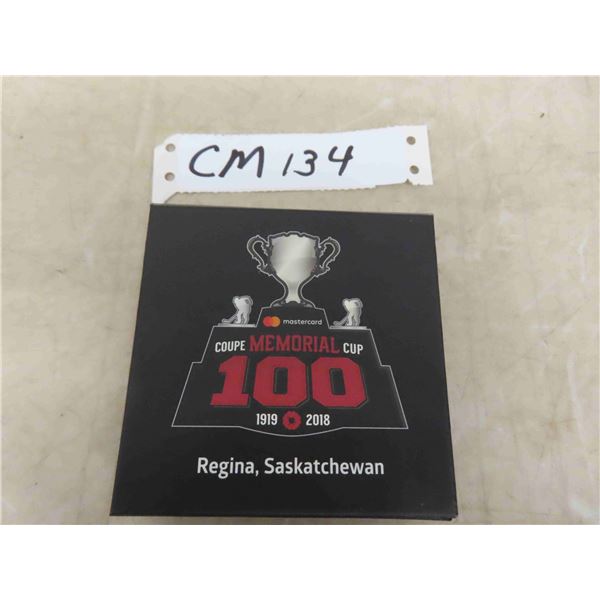 CM 134
mastercard
COUPE MEMORIAL CUP
100
1919 2018
Regina, Saskatchewan